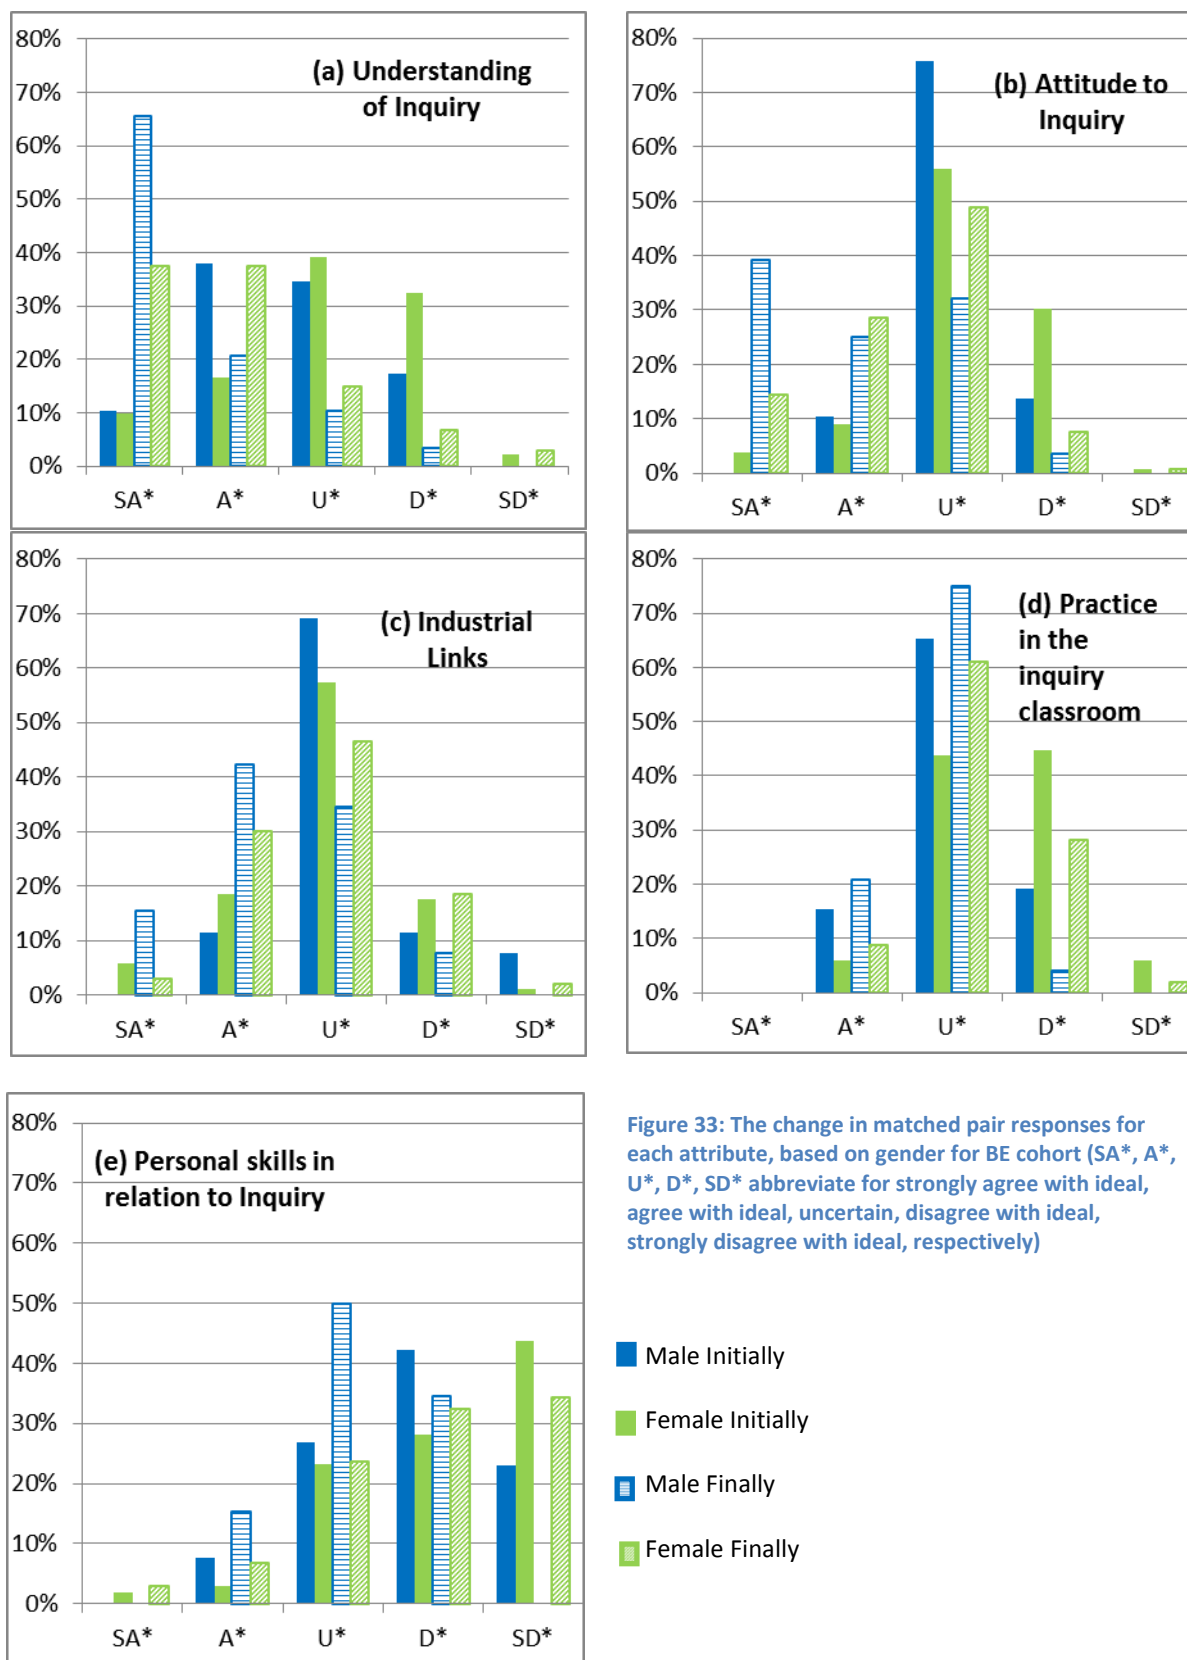 80%
70%
60%
50%
40%
30%
20%
10%
0%
(a) Understanding
of Inquiry
SA* A* U* D* SD*
80%
70%
60%
50%
40%
30%
20%
10%
0%
(b) Attitude to
Inquiry
SA* A* U* D* SD*
80%
70%
60%
50%
40%
30%
20%
10%
0%
(c) Industrial
Links
SA* A* U* D* SD*
80%
70%
60%
50%
40%
30%
20%
10%
0%
(d) Practice
in the
inquiry
classroom
SA* A* U* D* SD*
80%
70%
60%
50%
40%
30%
20%
10%
0%
(e) Personal skills in
relation to Inquiry
SA* A* U* D* SD*
Figure 33: The change in matched pair responses for
each attribute, based on gender for BE cohort (SA*, A*,
U*, D*, SD* abbreviate for strongly agree with ideal,
agree with ideal, uncertain, disagree with ideal,
strongly disagree with ideal, respectively)
Male Initially
Female Initially
Male Finally
Female Finally